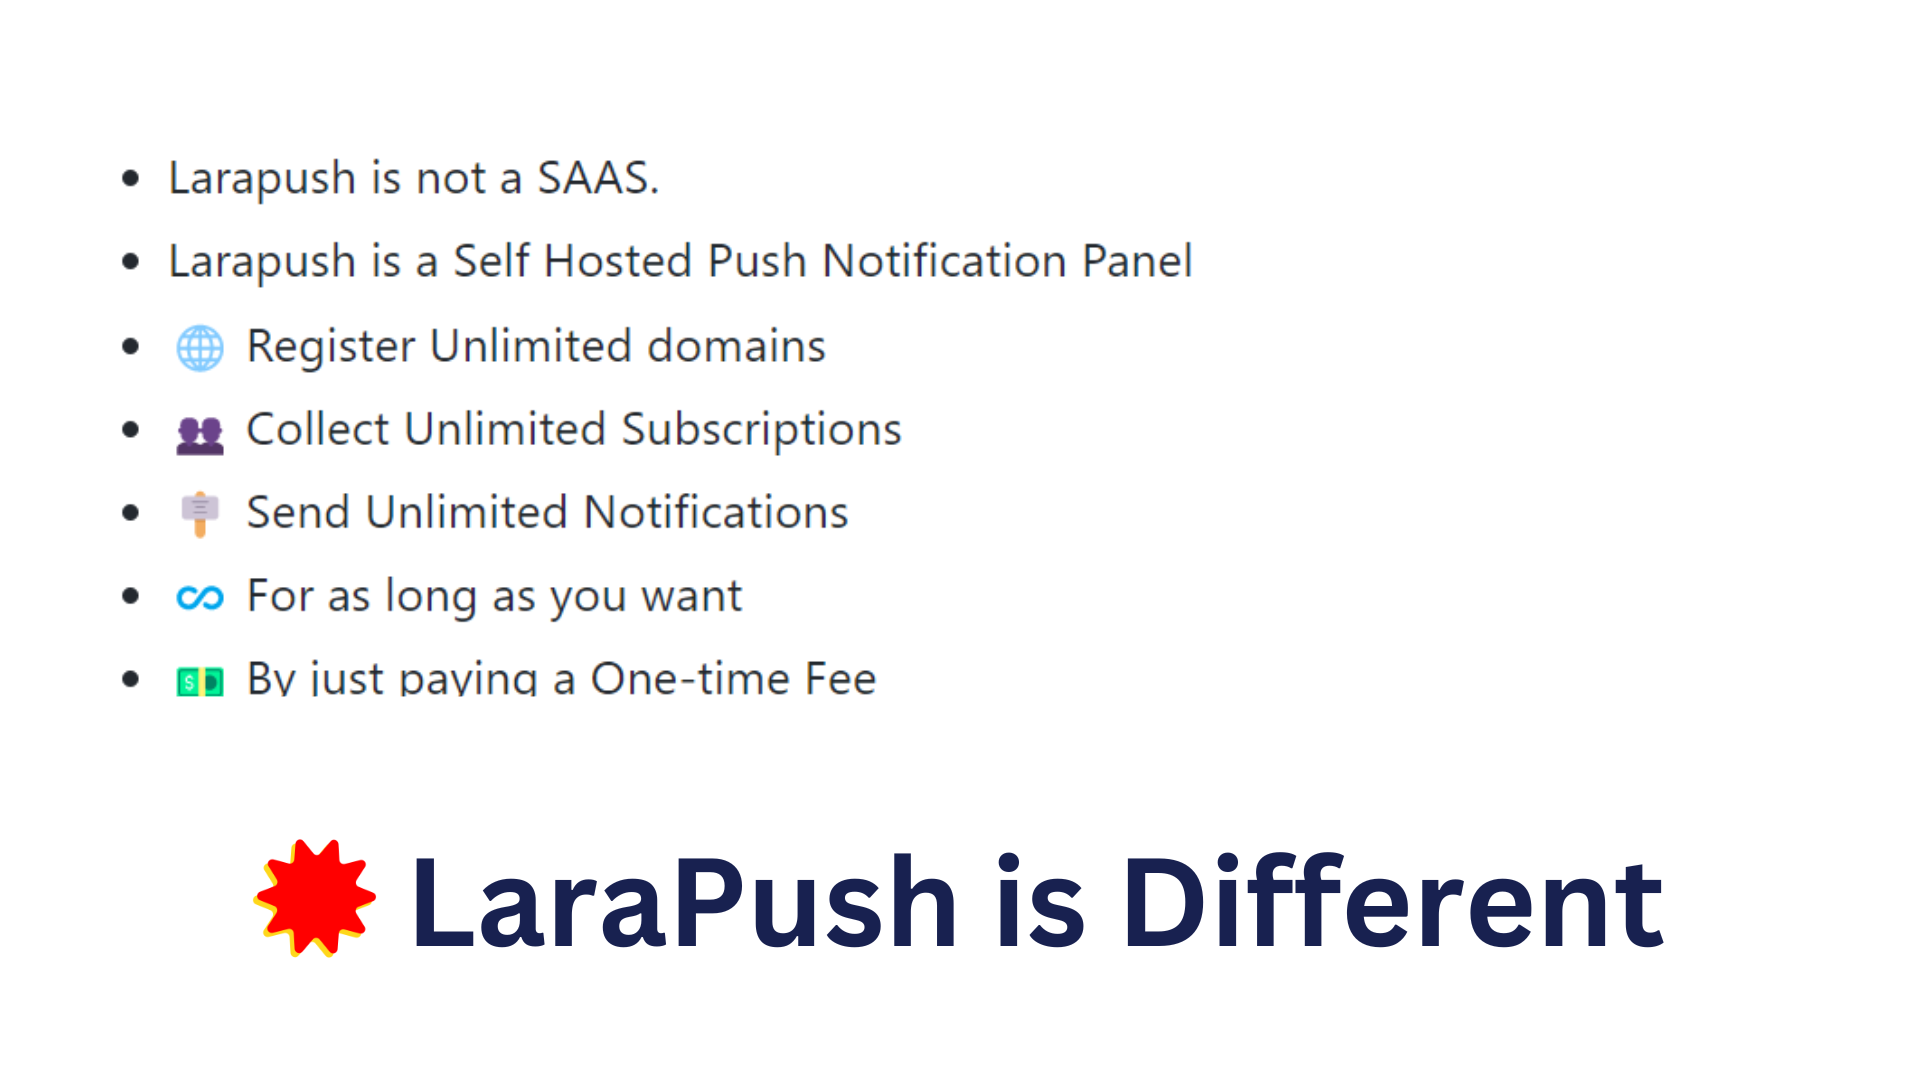 • Larapush is not a SAAS.
• Larapush is a Self Hosted Push Notification Panel
• 🌐 Register Unlimited domains
• 👥 Collect Unlimited Subscriptions
• 🪧 Send Unlimited Notifications
• ♾ For as long as you want
• 💵 By just paying a One-time Fee
LaraPush is Different